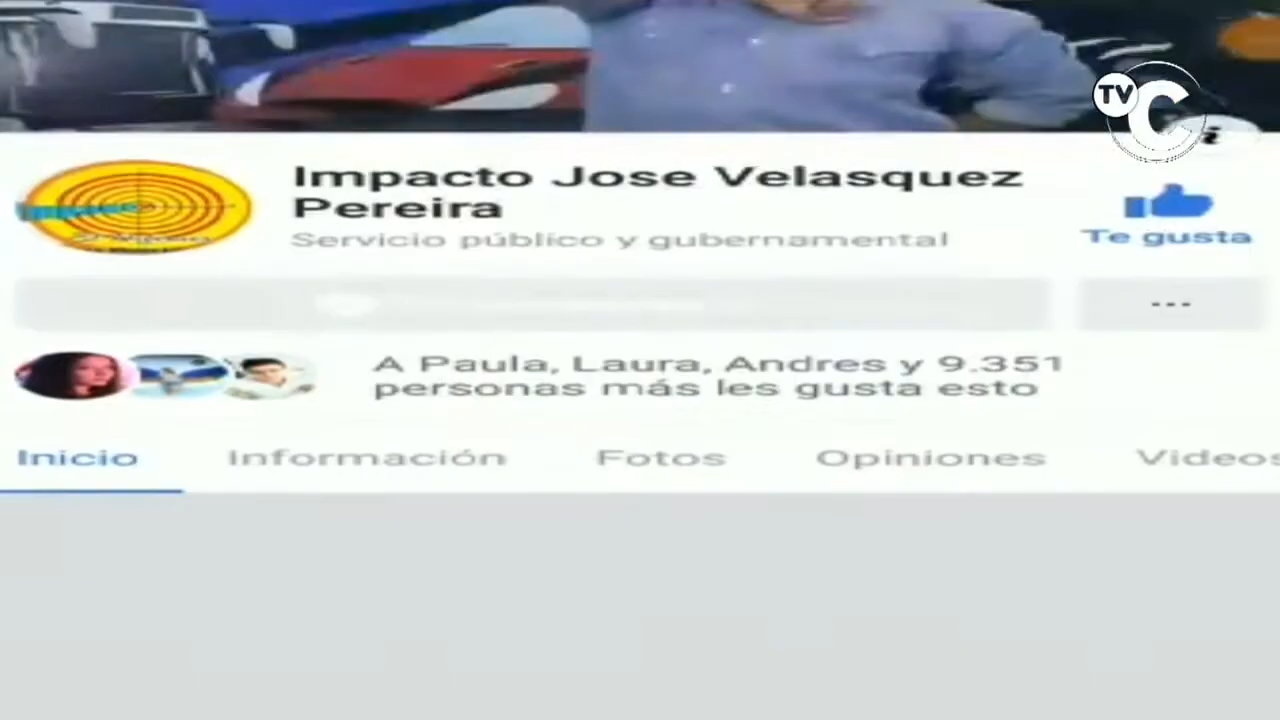 TV C
Impacto Jose Velasquez
Pereira
Servicio público y gubernamental
Te gusta
...
A Paula, Laura, Andres y 9.351
personas más les gusta esto
Inicio Información Fotos Opiniones Videos